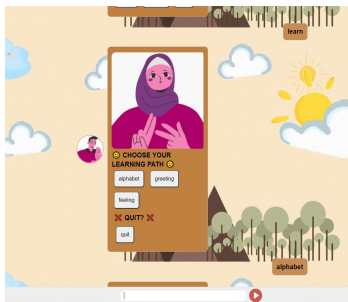 learn
😊 CHOOSE YOUR
LEARNING PATH 😊
alphabet greeting
feeling
❌ QUIT? ❌
quit
alphabet